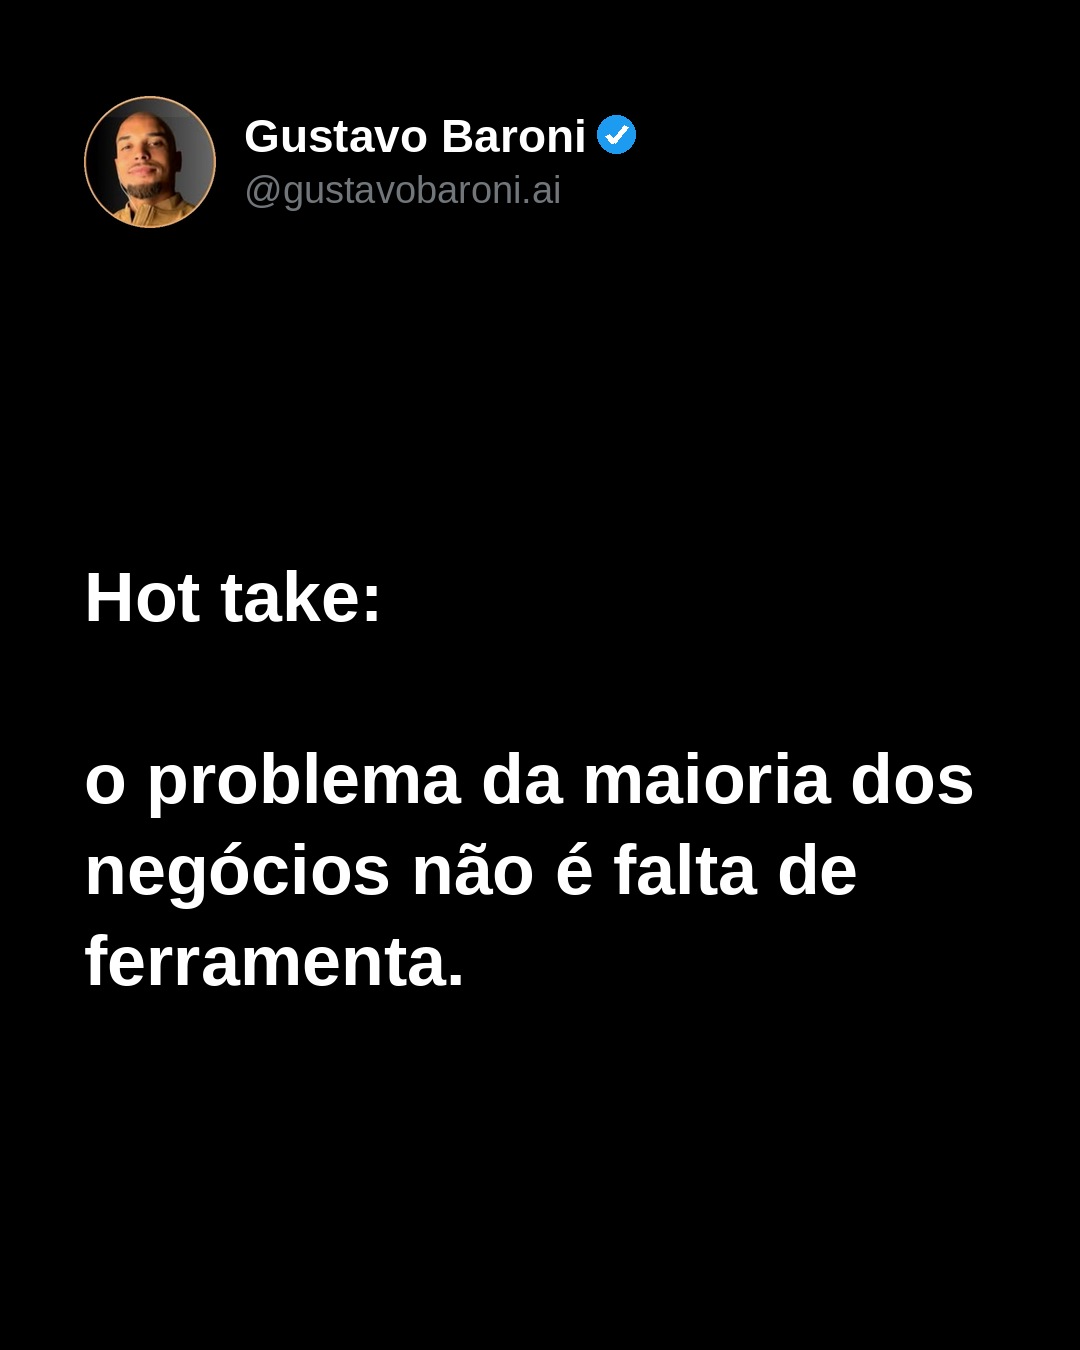 Gustavo Baroni
@gustavobaroni.ai
Hot take:
o problema da maioria dos
negócios não é falta de
ferramenta.